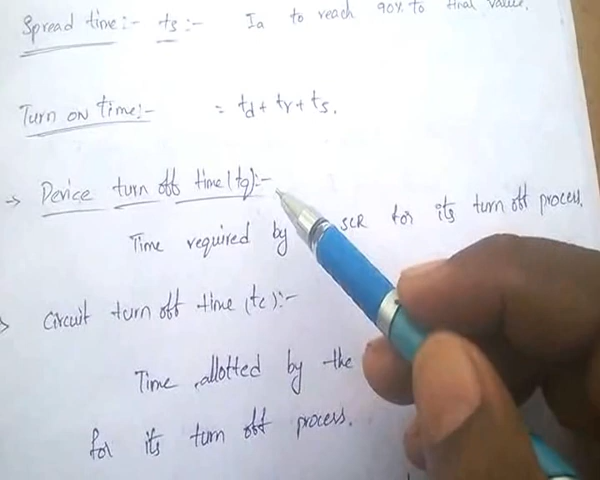 Spread time:- ts:- Ia to reach 90% to final value.
Turn on time:- = td + tr + ts.
→ Device turn off time (tq):-
Time required by SCR for its turn off process.
Circuit turn off time (tc):-
Time allotted by the
for its turn off process.